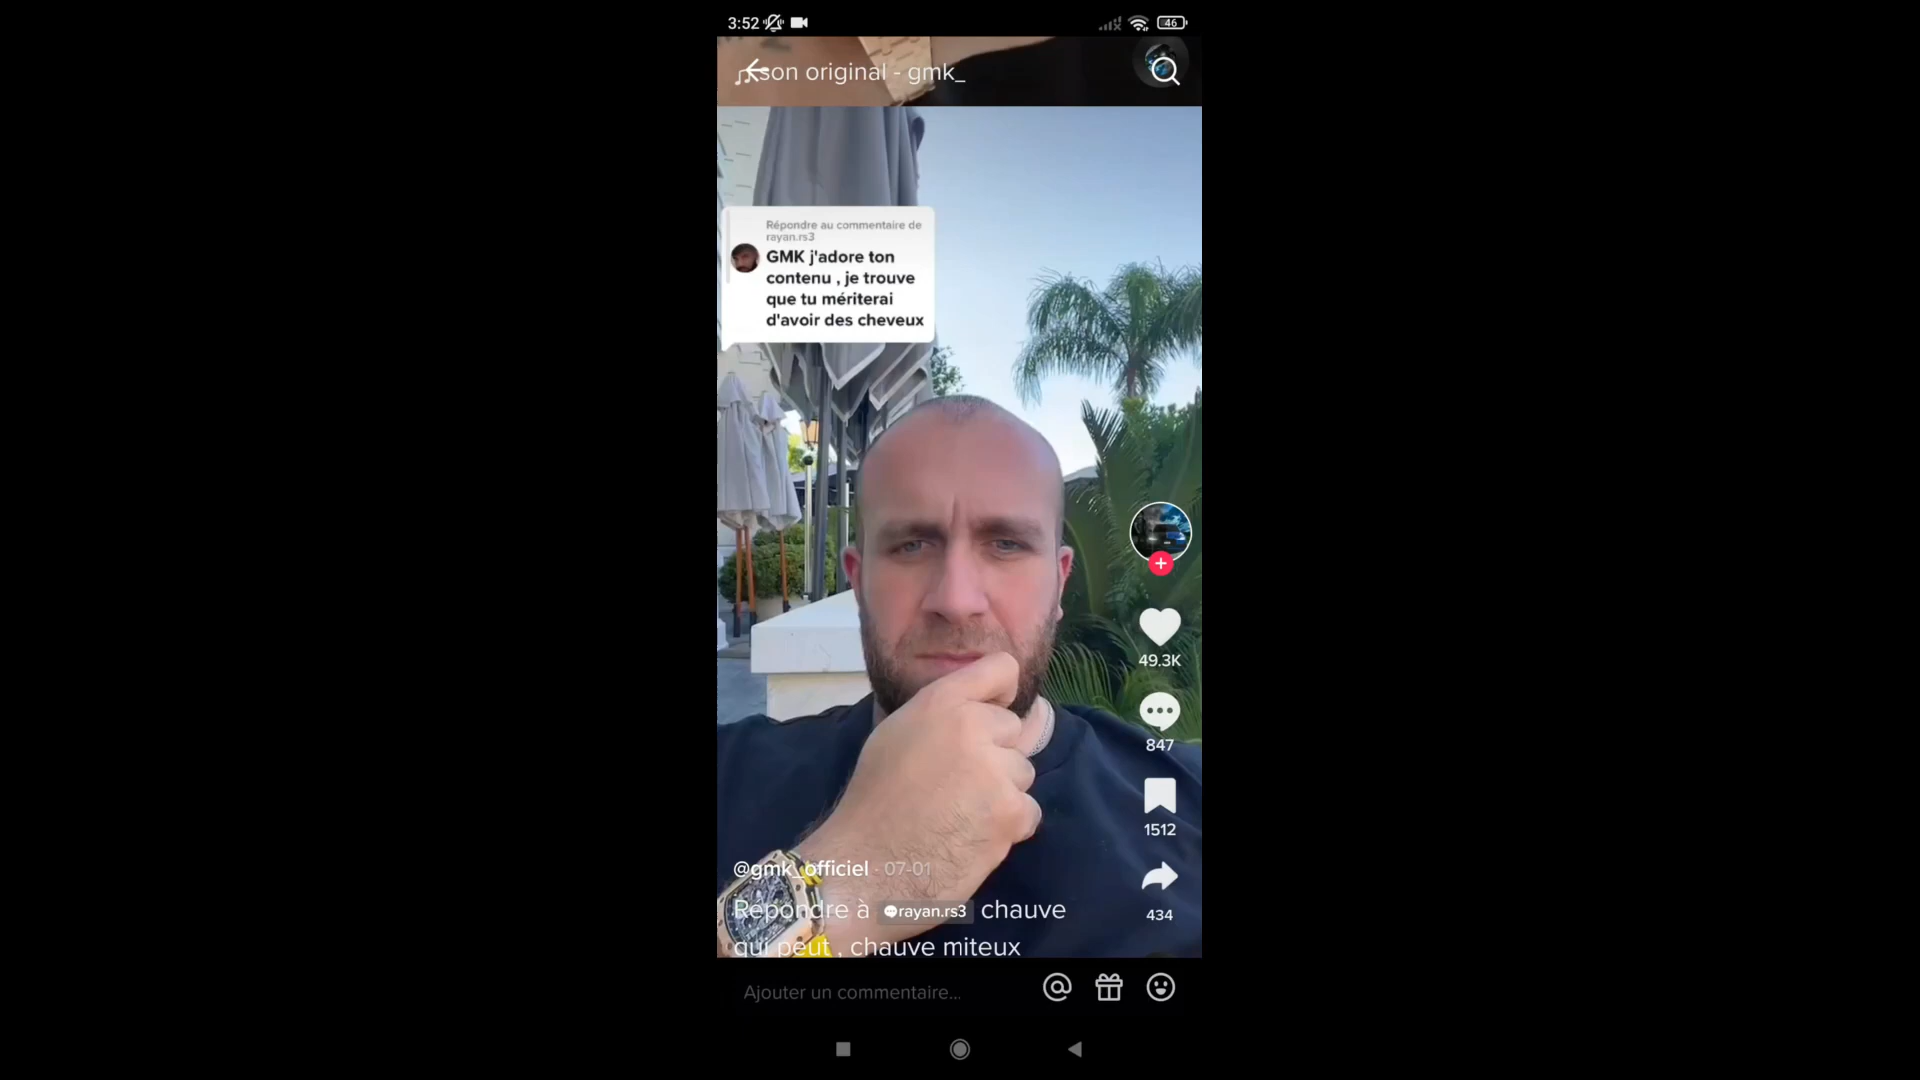 3:52
46
son original - gmk_
Répondre au commentaire de
rayan.rs3
GMK j'adore ton
contenu , je trouve
que tu mériterai
d'avoir des cheveux
49.3K
847
1512
434
@gmk_officiel · 07-01
Répondre à rayan.rs3 chauve
qui peut , chauve miteux
Ajouter un commentaire...